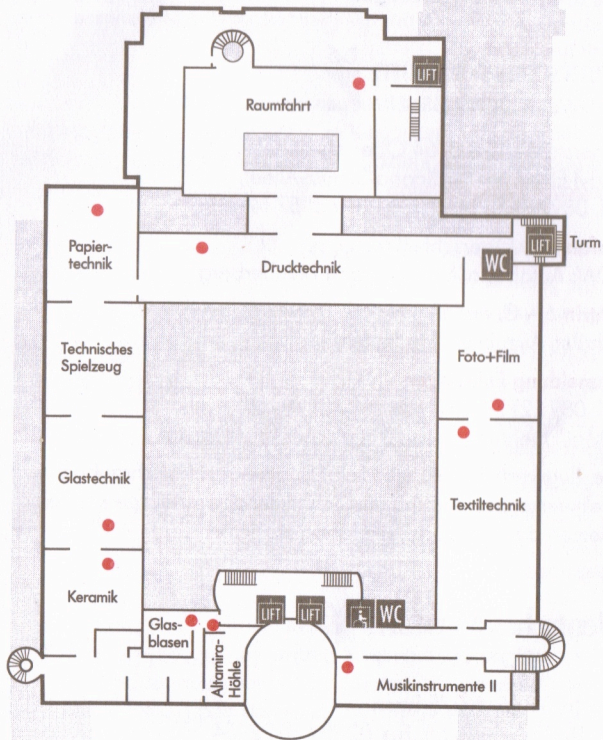 LIFT
Raumfahrt
Papier-
technik
Drucktechnik
WC
LIFT
Turm
Technisches
Spielzeug
Foto+Film
Glastechnik
Textiltechnik
Keramik
Glas-
blasen
Altamira-
Höhle
LIFT
LIFT
WC
Musikinstrumente II